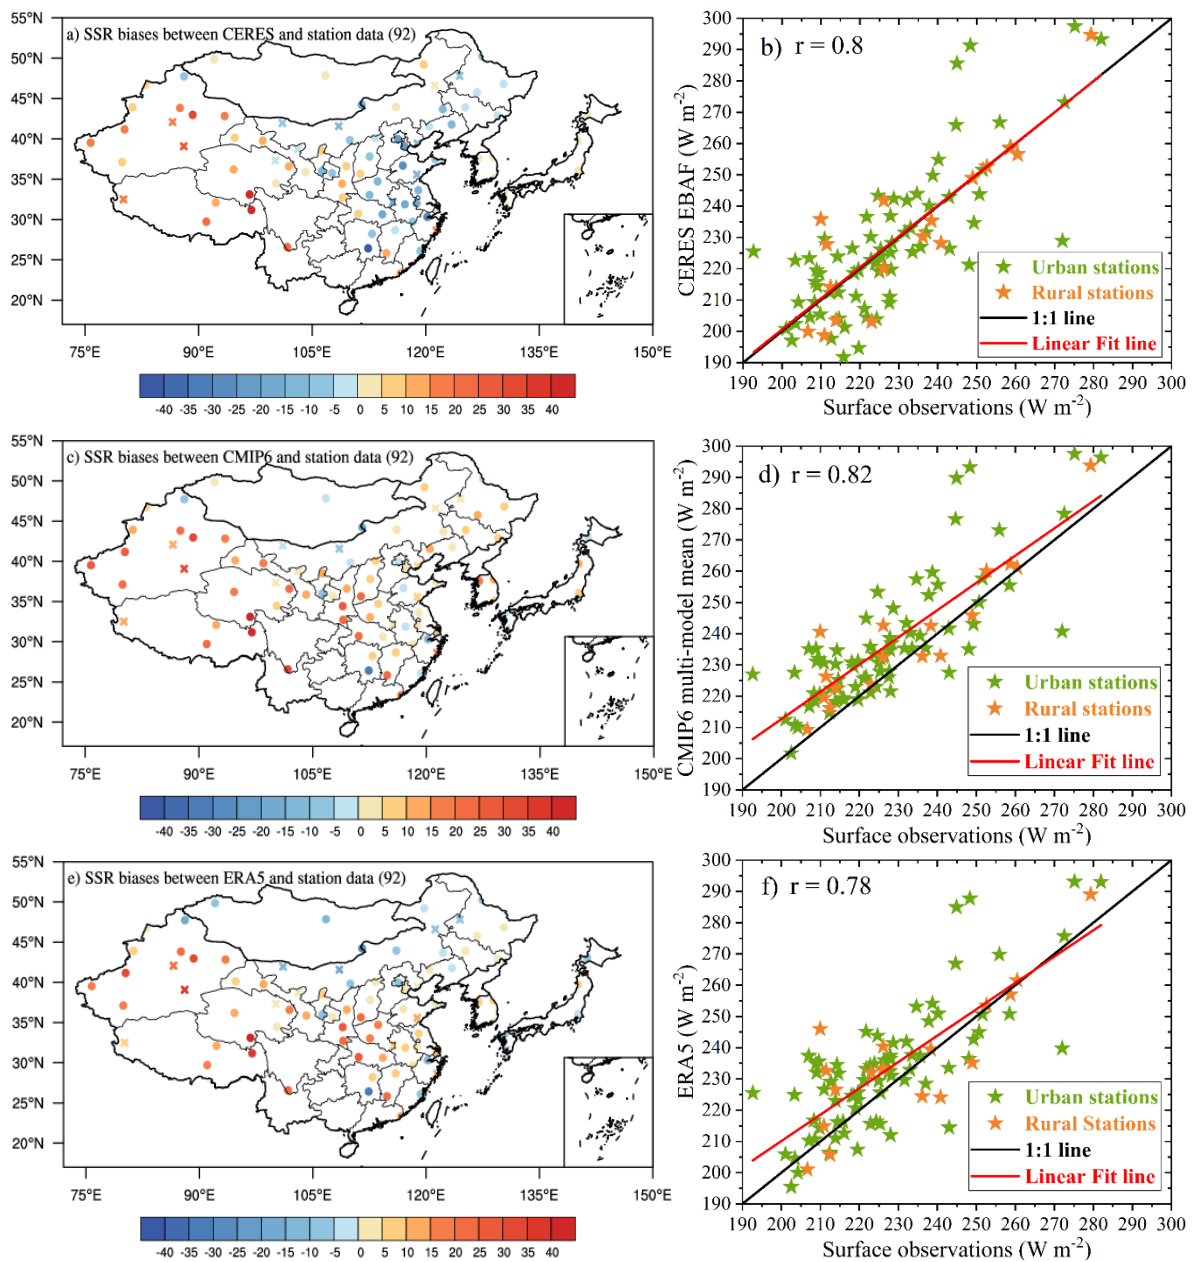 a) SSR biases between CERES and station data (92)
55°N
50°N
45°N
40°N
35°N
30°N
25°N
20°N
75°E 90°E 105°E 120°E 135°E 150°E
-40 -35 -25 -20 -15 -10 -5 0 5 10 15 20 25 35 40
b) r = 0.8
CERES EBAF (W m-2)
300
290
280
270
260
250
240
230
220
210
200
190
Urban stations
Rural stations
1:1 line
Linear Fit line
190 200 210 220 230 240 250 260 270 280 290 300
Surface observations (W m-2)
c) SSR biases between CMIP6 and station data (92)
55°N
50°N
45°N
40°N
35°N
30°N
25°N
20°N
75°E 90°E 105°E 120°E 135°E 150°E
-40 -35 -25 -20 -15 -10 -5 0 5 10 15 20 25 35 40
d) r = 0.82
CMIP6 multi-model mean (W m-2)
300
290
280
270
260
250
240
230
220
210
200
190
Urban stations
Rural stations
1:1 line
Linear Fit line
190 200 210 220 230 240 250 260 270 280 290 300
Surface observations (W m-2)
e) SSR biases between ERA5 and station data (92)
55°N
50°N
45°N
40°N
35°N
30°N
25°N
20°N
75°E 90°E 105°E 120°E 135°E 150°E
-40 -35 -25 -20 -15 -10 -5 0 5 10 15 20 25 35 40
f) r = 0.78
ERA5 (W m-2)
300
290
280
270
260
250
240
230
220
210
200
190
Urban stations
Rural Stations
1:1 line
Linear Fit line
190 200 210 220 230 240 250 260 270 280 290 300
Surface observations (W m-2)